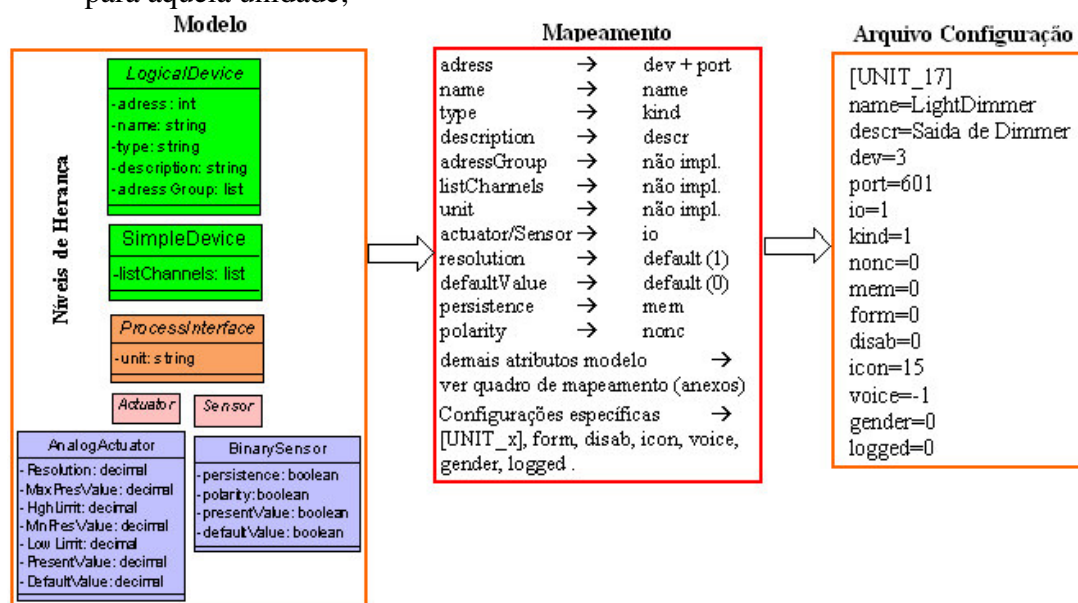 para aquela unidade;
Modelo
Níveis de Herança
LogicalDevice
-adress: int
-name: string
-type: string
-description: string
-adress Group: list
SimpleDevice
-listChannels: list
ProcessInterface
-unit: string
Actuator
Sensor
AnalogActuator
- Resolution: decimal
- MaxPresValue: decimal
- HghLimit: decimal
- MnPresValue: decimal
- Low Limit: decimal
- PresentValue: decimal
- DefaultValue: decimal
BinarySensor
-persistence: boolean
-polarity: boolean
-presentValue: boolean
-defaultValue: boolean
Mapeamento
adress → dev + port
name → name
type → kind
description → descr
adressGroup → não impl.
listChannels → não impl.
unit → não impl.
actuator/Sensor → io
resolution → default (1)
defaultValue → default (0)
persistence → mem
polarity → nonc
demais atributos modelo →
ver quadro de mapeamento (anexos)
Configurações específicas →
[UNIT_x], form, disab, icon, voice,
gender, logged .
Arquivo Configuração
[UNIT_17]
name=LightDimmer
descr=Saida de Dimmer
dev=3
port=601
io=1
kind=1
nonc=0
mem=0
form=0
disab=0
icon=15
voice=-1
gender=0
logged=0